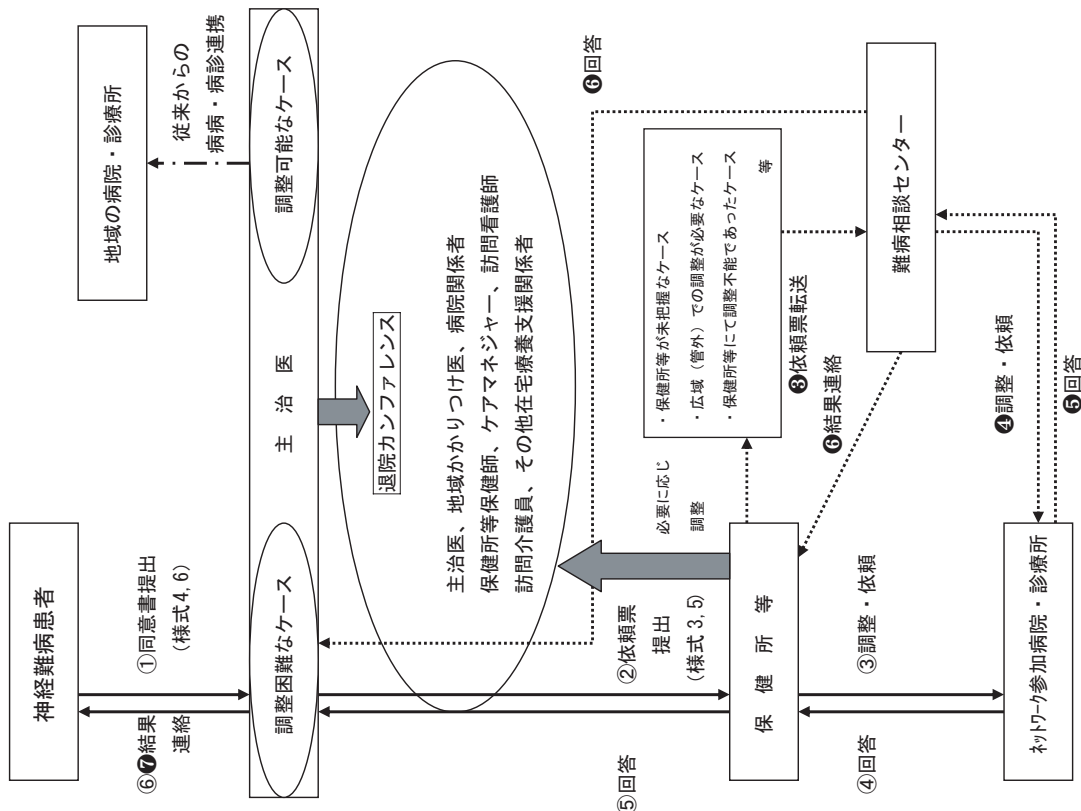 神経難病患者
①同意書提出
(様式4, 6)
⑥❼結果
連絡
地域の病院・診療所
従来からの
病病・病診連携
調整困難なケース
主治医
調整可能なケース
退院カンファレンス
主治医、地域かかりつけ医、病院関係者
保健所等保健師、ケアマネジャー、訪問看護師
訪問介護員、その他在宅療養支援関係者
❻回答
②依頼票
提出
(様式3, 5)
⑤回答
必要に応じ
調整
・保健所等が未把握なケース
・広域（管外）での調整が必要なケース
・保健所等にて調整不能であったケース
等
保健所等
❸依頼票転送
❻結果連絡
難病相談センター
③調整・依頼
④回答
❹調整・依頼
❺回答
ネットワーク参加病院・診療所